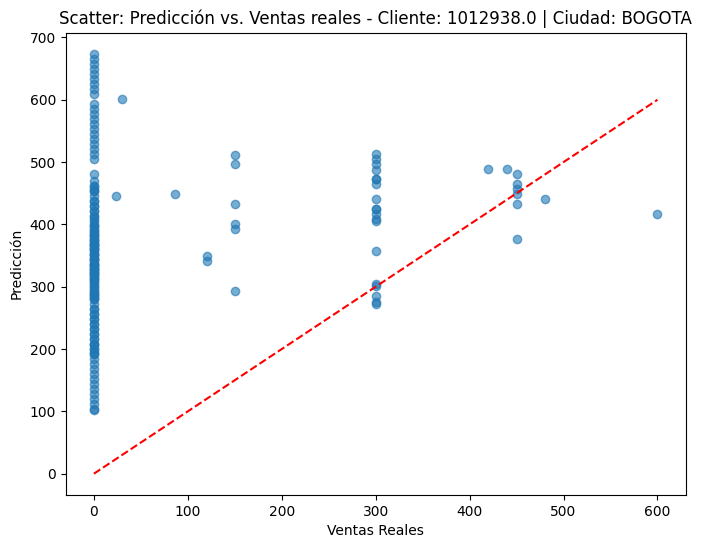 Scatter: Predicción vs. Ventas reales - Cliente: 1012938.0 | Ciudad: BOGOTA
700
600
500
400
300
200
100
0
Predicción
0 100 200 300 400 500 600
Ventas Reales